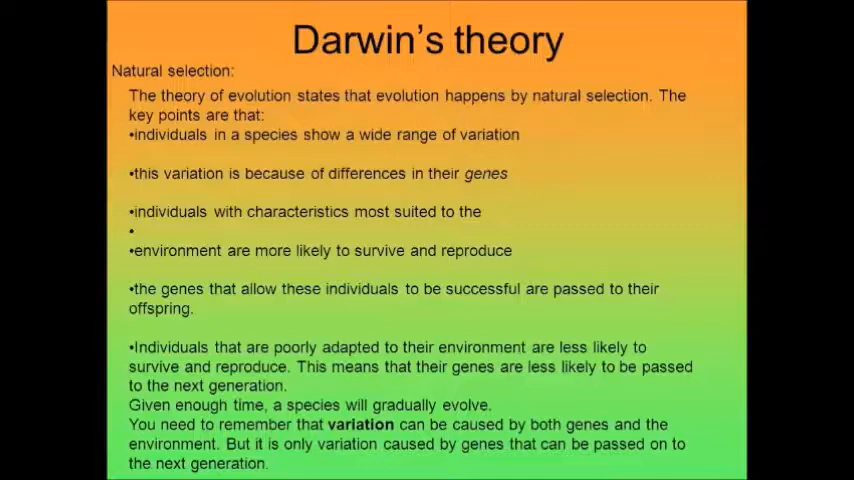 Darwin's theory
Natural selection:
The theory of evolution states that evolution happens by natural selection. The
key points are that:
•individuals in a species show a wide range of variation
•this variation is because of differences in their genes
•individuals with characteristics most suited to the
•
•environment are more likely to survive and reproduce
•the genes that allow these individuals to be successful are passed to their
offspring.
•Individuals that are poorly adapted to their environment are less likely to
survive and reproduce. This means that their genes are less likely to be passed
to the next generation.
Given enough time, a species will gradually evolve.
You need to remember that variation can be caused by both genes and the
environment. But it is only variation caused by genes that can be passed on to
the next generation.